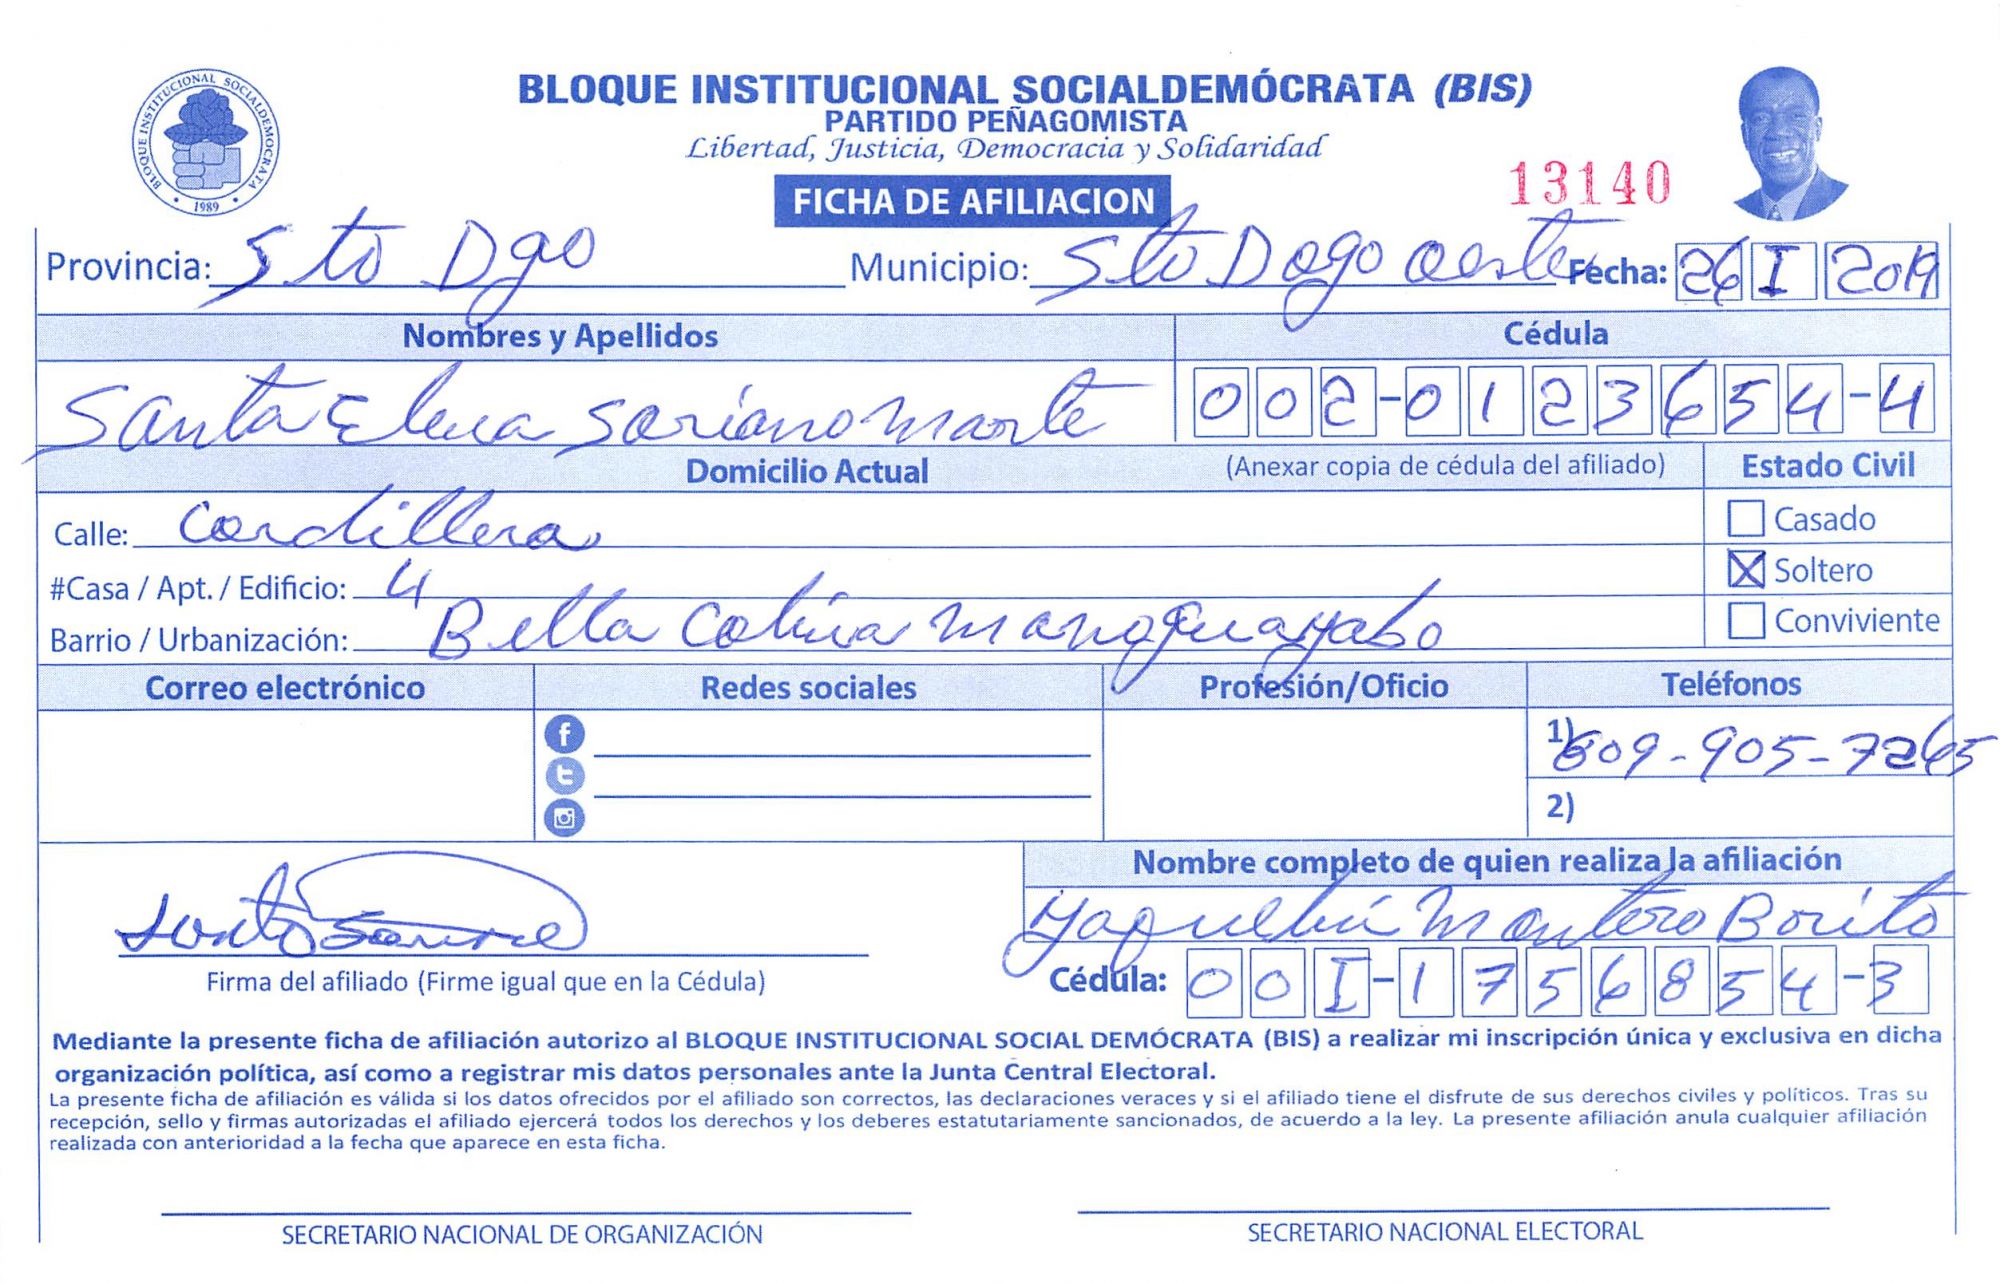 BLOQUE INSTITUCIONAL SOCIALDEMOCRATA
1989
BLOQUE INSTITUCIONAL SOCIALDEMÓCRATA (BIS)
PARTIDO PEÑAGOMISTA
Libertad, Justicia, Democracia y Solidaridad
FICHA DE AFILIACION
13140
Provincia: Sto Dgo Municipio: Sto Dogo oeste Fecha: 26 I 2019
Nombres y Apellidos Cédula
Santa Elena Soriano Marte 002-0123654-4
Domicilio Actual (Anexar copia de cédula del afiliado) Estado Civil
Calle: Cordillera Casado
#Casa / Apt. / Edificio: 4 Soltero
Barrio / Urbanización: Bella Colina manoguayabo Conviviente
Correo electrónico Redes sociales Profesión/Oficio Teléfonos
1) 809-905-7265
2)
Nombre completo de quien realiza la afiliación
Yaquelin Montero Borito
Firma del afiliado (Firme igual que en la Cédula) Cédula: 00I-1756854-3
Mediante la presente ficha de afiliación autorizo al BLOQUE INSTITUCIONAL SOCIAL DEMÓCRATA (BIS) a realizar mi inscripción única y exclusiva en dicha
organización política, así como a registrar mis datos personales ante la Junta Central Electoral.
La presente ficha de afiliación es válida si los datos ofrecidos por el afiliado son correctos, las declaraciones veraces y si el afiliado tiene el disfrute de sus derechos civiles y políticos. Tras su
recepción, sello y firmas autorizadas el afiliado ejercerá todos los derechos y los deberes estatutariamente sancionados, de acuerdo a la ley. La presente afiliación anula cualquier afiliación
realizada con anterioridad a la fecha que aparece en esta ficha.
SECRETARIO NACIONAL DE ORGANIZACIÓN SECRETARIO NACIONAL ELECTORAL